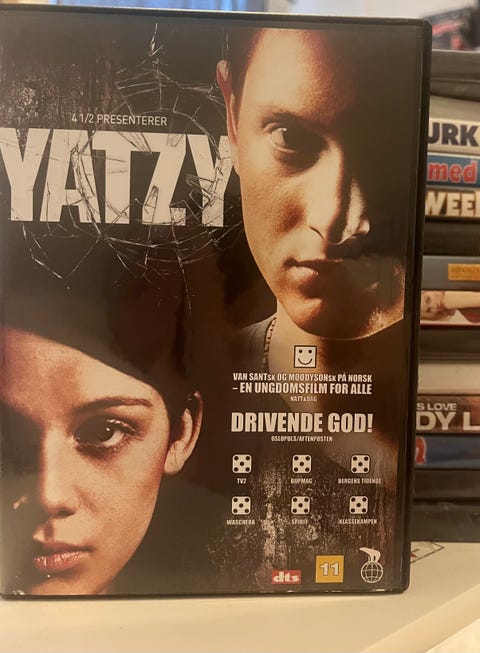 4 1/2 PRESENTERER
YATZY
VAN SANTsk OG MOODYSONsk PÅ NORSK
– EN UNGDOMSFILM FOR ALLE
NATT&DAG
DRIVENDE GOD!
OSLOPULS/AFTENPOSTEN
TV2
BERGENS TIDENDE
WASCHERA
SPIRIT
KLASSEKAMPEN
dts
11
URK
med
WEE
S LOVE
DY L